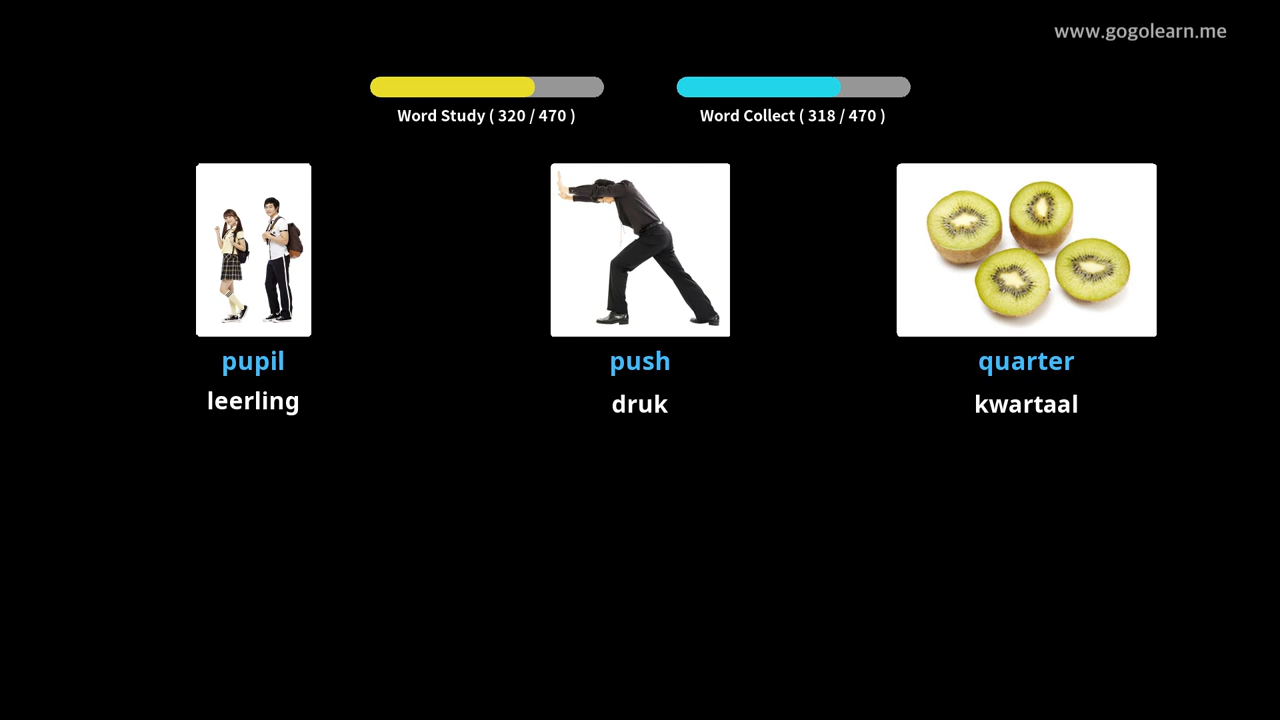 www.gogolearn.me
Word Study ( 320 / 470 )
Word Collect ( 318 / 470 )
pupil
push
quarter
leerling
druk
kwartaal